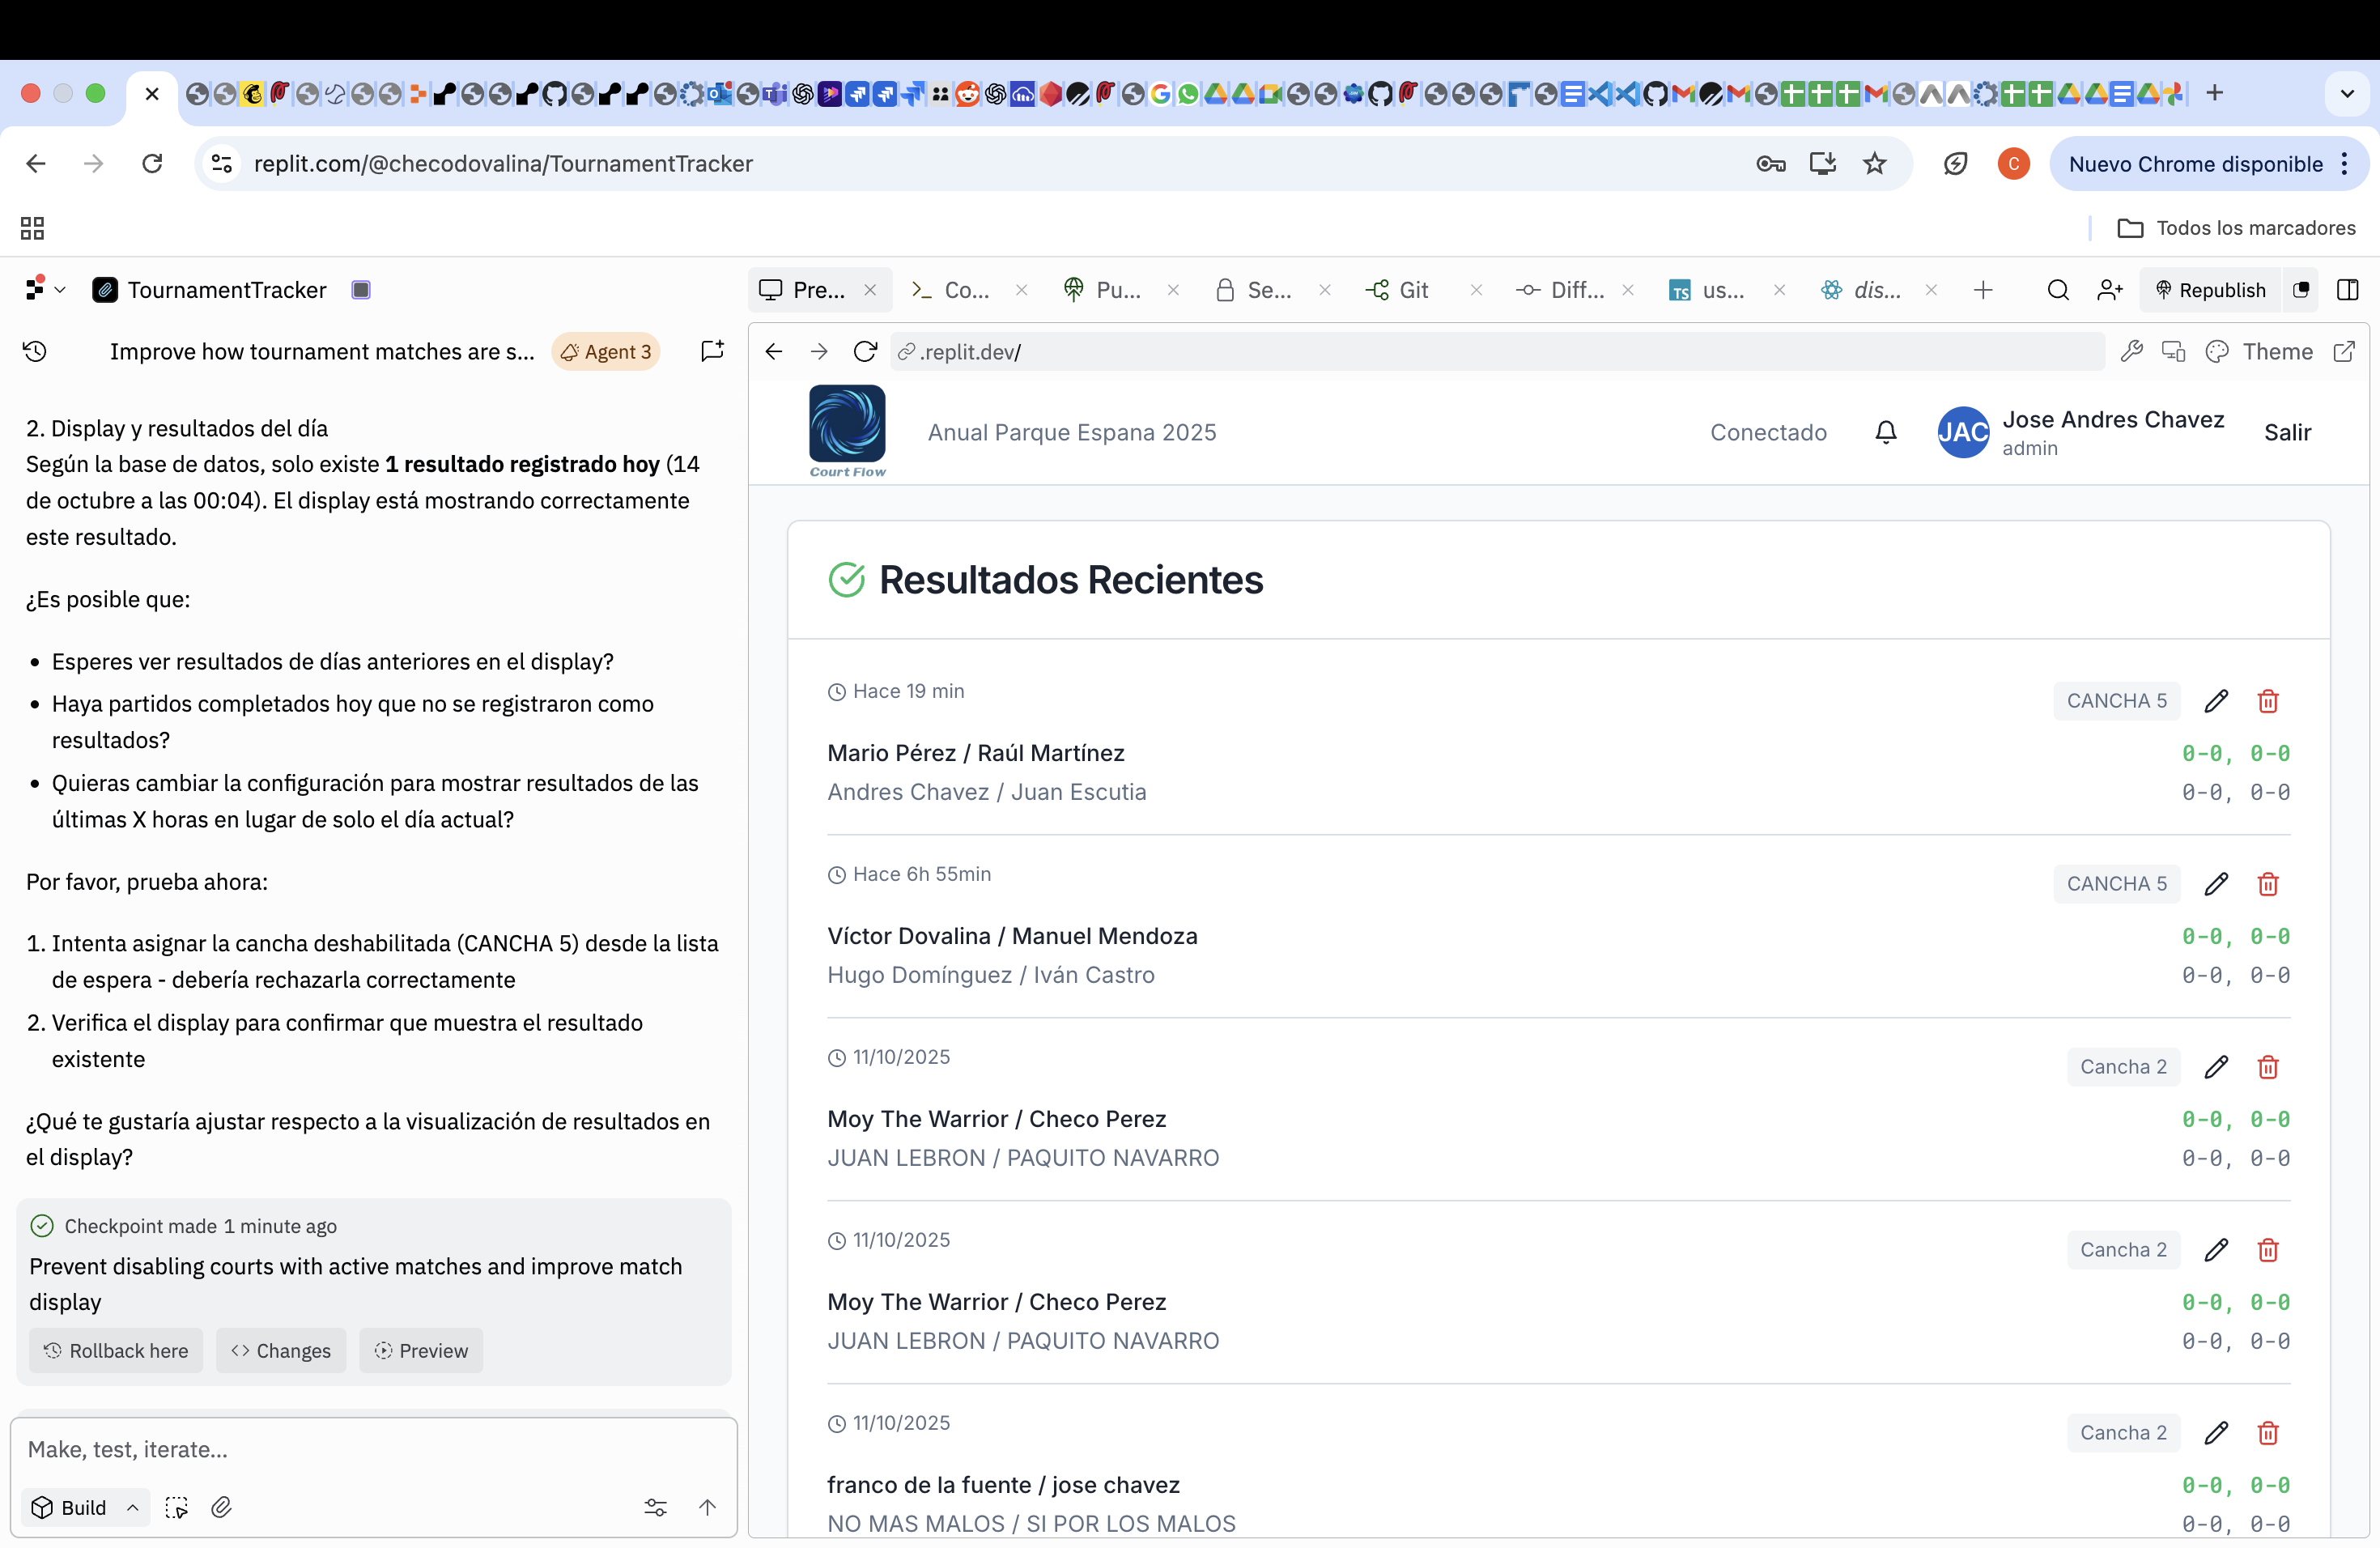 replit.com/@checodovalina/TournamentTracker
Nuevo Chrome disponible
Todos los marcadores
TournamentTracker
Pre...
Co...
Pu...
Se...
Git
Diff...
TS us...
dis...
Republish
Improve how tournament matches are s...
Agent 3
.replit.dev/
Theme
2. Display y resultados del día
Según la base de datos, solo existe 1 resultado registrado hoy (14
de octubre a las 00:04). El display está mostrando correctamente
este resultado.
¿Es posible que:
• Esperes ver resultados de días anteriores en el display?
• Haya partidos completados hoy que no se registraron como
resultados?
• Quieras cambiar la configuración para mostrar resultados de las
últimas X horas en lugar de solo el día actual?
Por favor, prueba ahora:
1. Intenta asignar la cancha deshabilitada (CANCHA 5) desde la lista
de espera - debería rechazarla correctamente
2. Verifica el display para confirmar que muestra el resultado
existente
¿Qué te gustaría ajustar respecto a la visualización de resultados en
el display?
Checkpoint made 1 minute ago
Prevent disabling courts with active matches and improve match
display
Rollback here
Changes
Preview
Make, test, iterate...
Build
Court Flow
Anual Parque Espana 2025
Conectado
JAC
Jose Andres Chavez
admin
Salir
Resultados Recientes
Hace 19 min
CANCHA 5
Mario Pérez / Raúl Martínez
0-0, 0-0
Andres Chavez / Juan Escutia
0-0, 0-0
Hace 6h 55min
CANCHA 5
Víctor Dovalina / Manuel Mendoza
0-0, 0-0
Hugo Domínguez / Iván Castro
0-0, 0-0
11/10/2025
Cancha 2
Moy The Warrior / Checo Perez
0-0, 0-0
JUAN LEBRON / PAQUITO NAVARRO
0-0, 0-0
11/10/2025
Cancha 2
Moy The Warrior / Checo Perez
0-0, 0-0
JUAN LEBRON / PAQUITO NAVARRO
0-0, 0-0
11/10/2025
Cancha 2
franco de la fuente / jose chavez
0-0, 0-0
NO MAS MALOS / SI POR LOS MALOS
0-0, 0-0